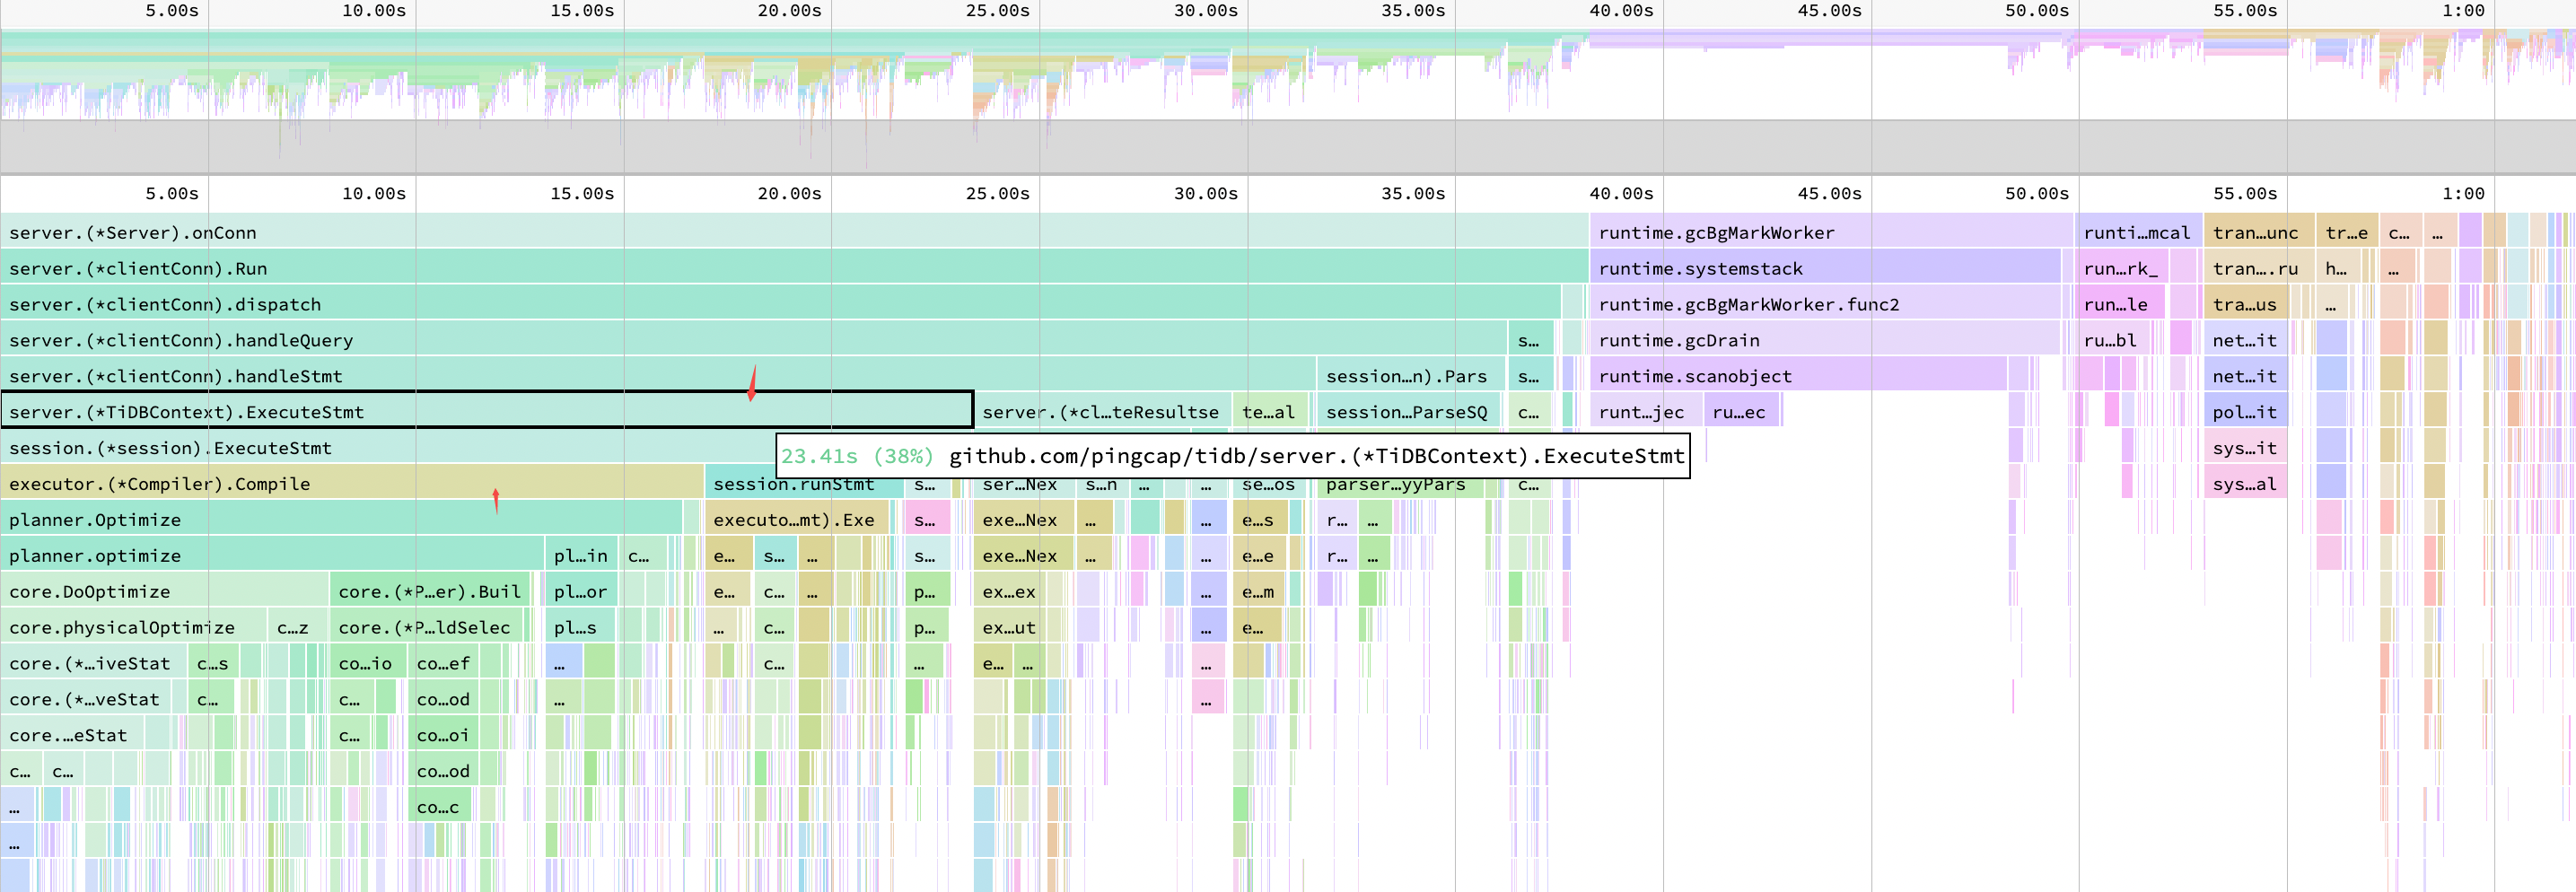 5.00s 10.00s 15.00s 20.00s 25.00s 30.00s 35.00s 40.00s 45.00s 50.00s 55.00s 1:00
5.00s 10.00s 15.00s 20.00s 25.00s 30.00s 35.00s 40.00s 45.00s 50.00s 55.00s 1:00
server.(*Server).onConn runtime.gcBgMarkWorker runti…mcal tran…unc tr…e c… …
server.(*clientConn).Run runtime.systemstack run…rk_ tran….ru h… …
server.(*clientConn).dispatch runtime.gcBgMarkWorker.func2 run…le tra…us …
server.(*clientConn).handleQuery s… runtime.gcDrain ru…bl net…it
server.(*clientConn).handleStmt session…n).Pars s… runtime.scanobject net…it
server.(*TiDBContext).ExecuteStmt server.(*cl…teResultse te…al session…ParseSQ c… runt…jec ru…ec pol…it
session.(*session).ExecuteStmt sys…it
23.41s (38%) github.com/pingcap/tidb/server.(*TiDBContext).ExecuteStmt
executor.(*Compiler).Compile session.runStmt s… ser…Nex s…n … … se…os parser…yyPars c… sys…al
planner.Optimize executo…mt).Exe s… exe…Nex … … e…s r… …
planner.optimize pl…in c… e… s… … s… exe…Nex … … e…e r… …
core.DoOptimize core.(*P…er).Buil pl…or e… c… … p… ex…ex … e…m
core.physicalOptimize c…z core.(*P…ldSelec pl…s … c… p… ex…ut … e…
core.(*…iveStat c…s co…io co…ef … c… … e… … …
core.(*…veStat c… c… co…od … …
core.…eStat c… co…oi
c… c… co…od
… co…c
…